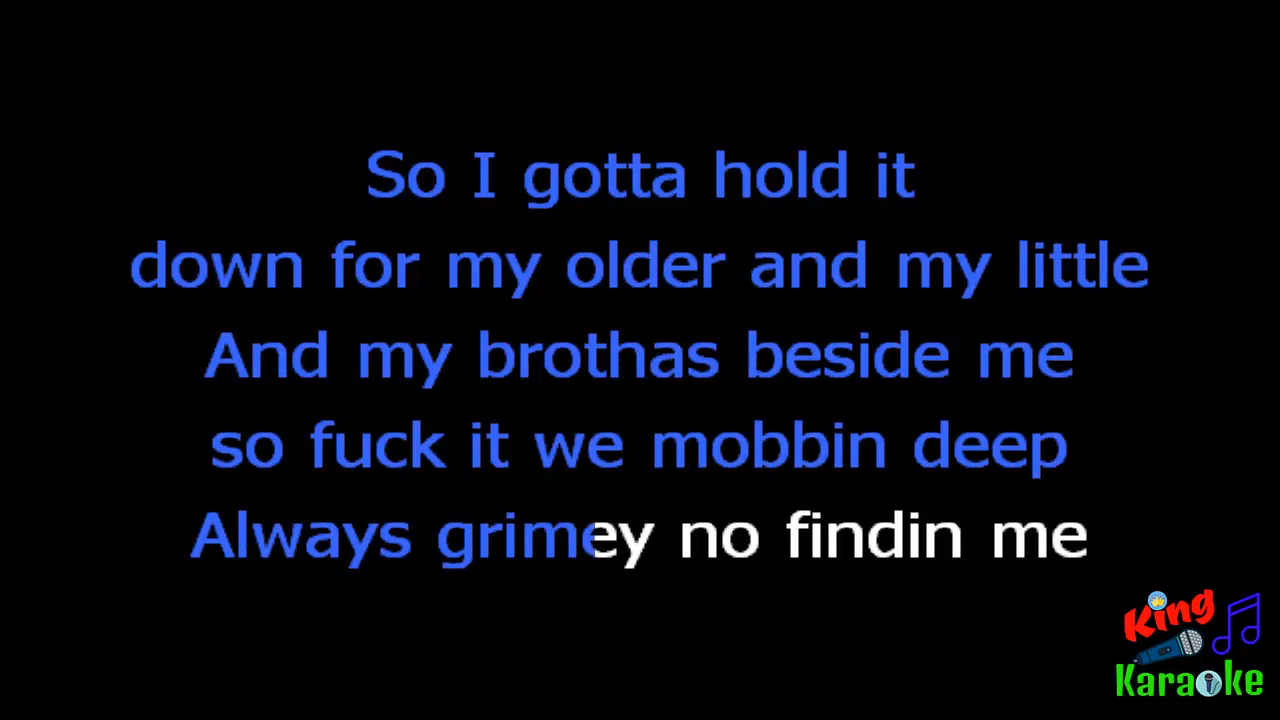 So I gotta hold it
down for my older and my little
And my brothas beside me
so fuck it we mobbin deep
Always grimey no findin me
King
Karaoke